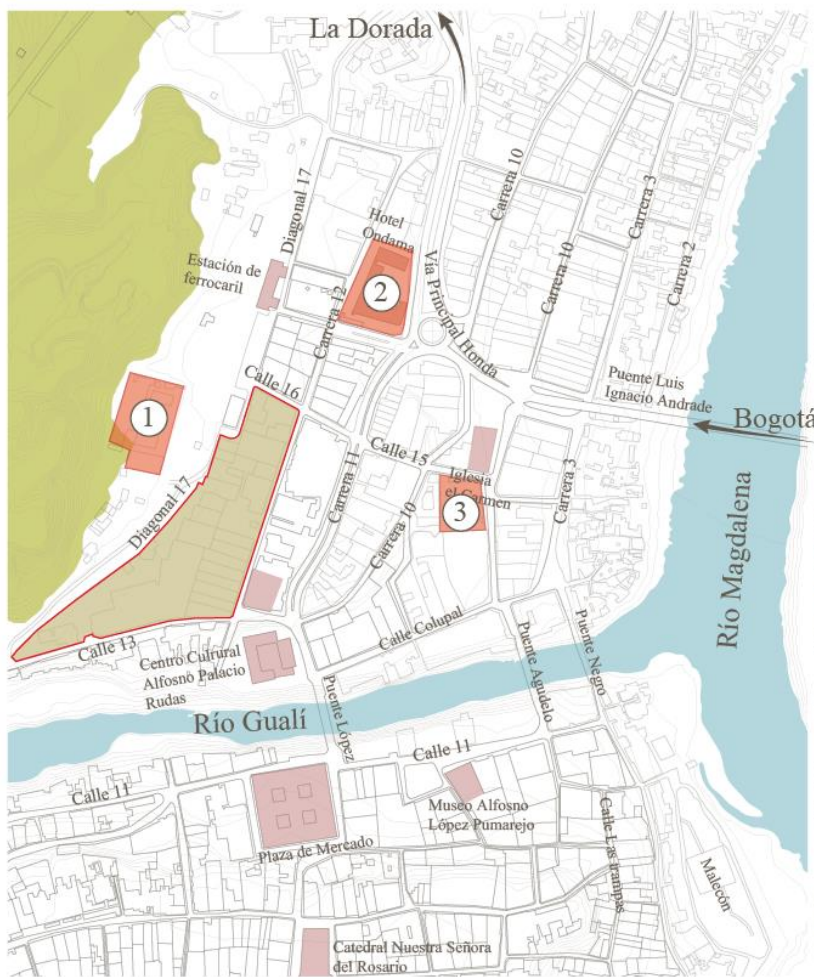 La Dorada
Carrera 10
Carrera 3
Diagonal 17
Hotel
Ondama
Carrera 10
Carrera 2
Estación de
ferrocaril
2
Carrera 12
Vía Principal Honda
Calle 16
Puente Luis
Ignacio Andrade
Bogotá
1
Calle 15
Iglesia
el Carmen
Carrera 11
Carrera 3
3
Diagonal 17
Carrera 10
Río Magdalena
Calle 13
Calle Colupal
Centro Culrural
Alfosno Palacio
Rudas
Puente Agudelo
Puente Negro
Puente López
Río Gualí
Calle 11
Calle 11
Museo Alfosno
López Pumarejo
Plaza de Mercado
Calle Las trampas
Malecón
Catedral Nuestra Señora
del Rosario